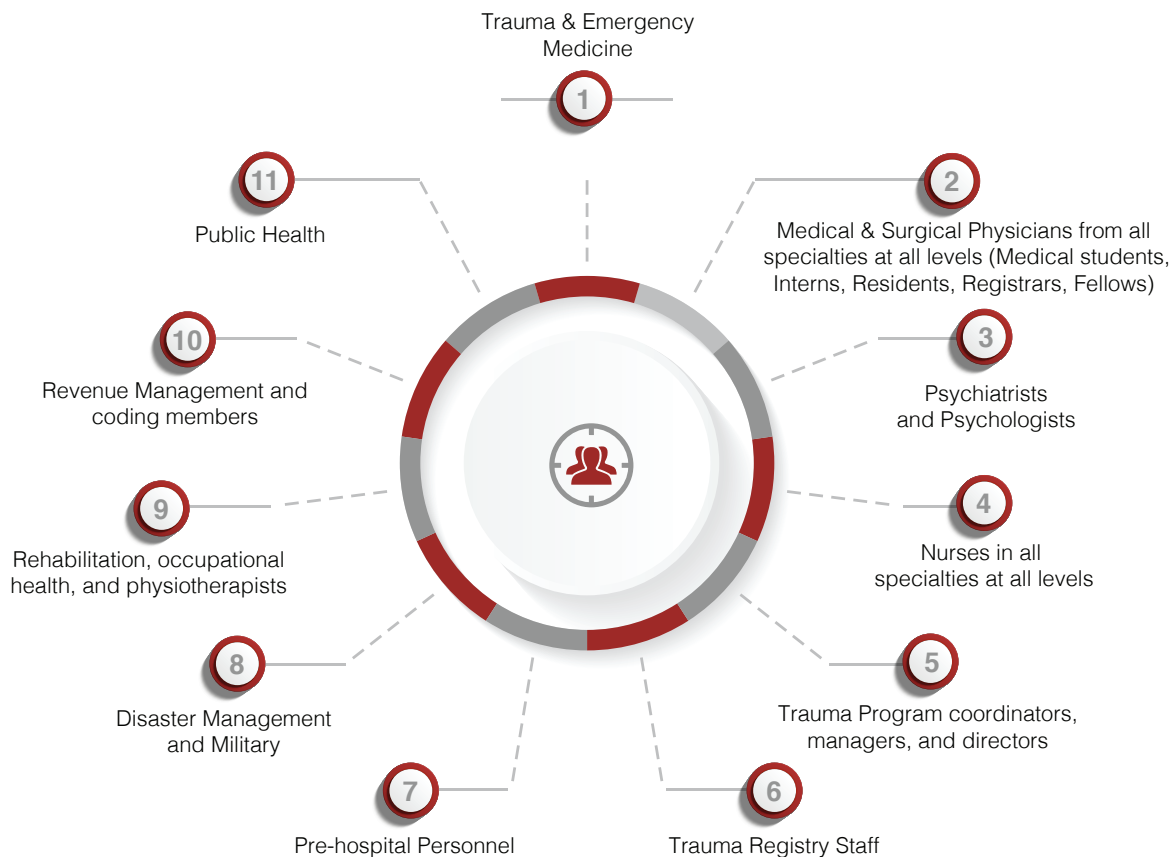 Trauma & Emergency
Medicine
1
2
Medical & Surgical Physicians from all
specialties at all levels (Medical students,
Interns, Residents, Registrars, Fellows)
3
Psychiatrists
and Psychologists
4
Nurses in all
specialties at all levels
5
Trauma Program coordinators,
managers, and directors
6
Trauma Registry Staff
7
Pre-hospital Personnel
8
Disaster Management
and Military
9
Rehabilitation, occupational
health, and physiotherapists
10
Revenue Management and
coding members
11
Public Health